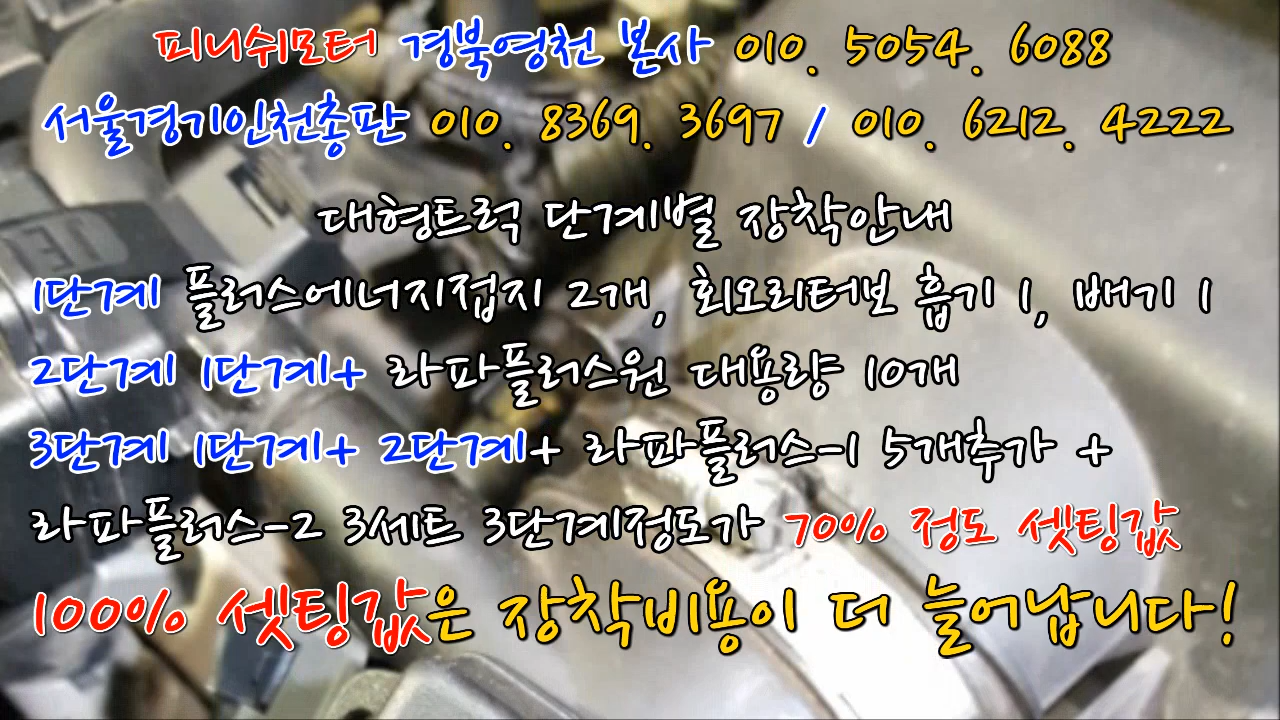 피니쉬모터 경북영천 본사 010. 5054. 6088
서울경기인천총판 010. 8369. 3697 / 010. 6212. 4222
대형트럭 단계별 장착안내
1단계 플러스에너지접지 2개, 회오리터보 흡기 1, 배기 1
2단계 1단계+ 라파플러스원 대용량 10개
3단계 1단계+ 2단계+ 라파플러스-1 5개추가 +
라파플러스-2 3세트 3단계정도가 70% 정도 셋팅값
100% 셋팅값은 장착비용이 더 늘어납니다!